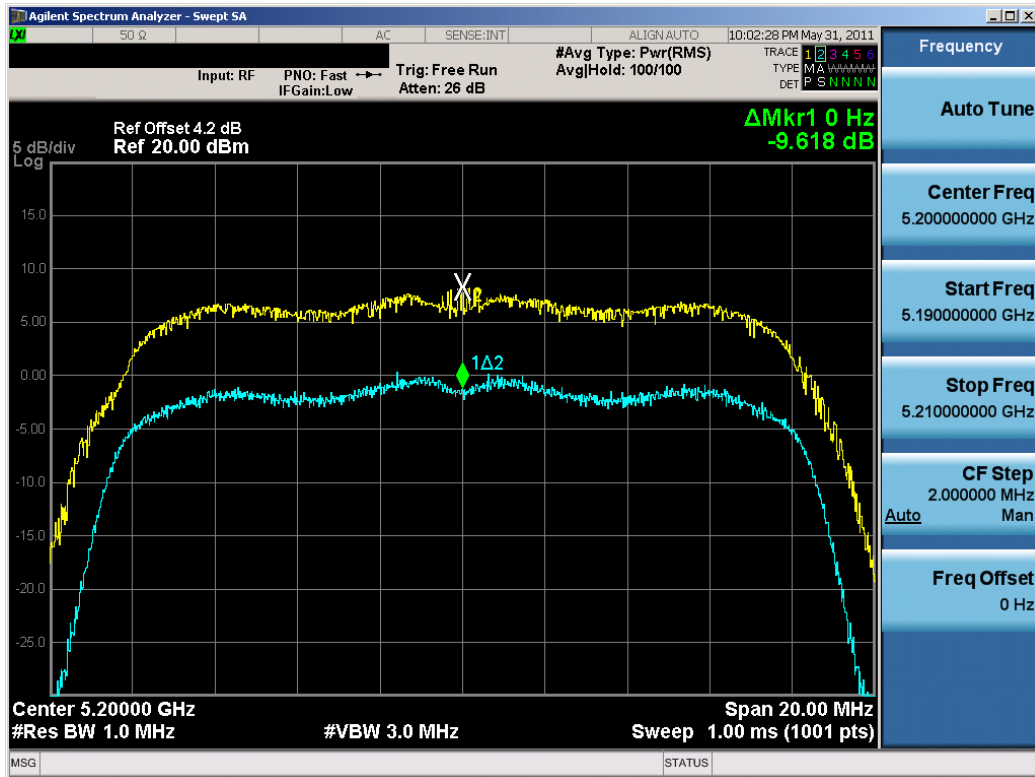 Agilent Spectrum Analyzer - Swept SA
LXI 50 Ω AC SENSE:INT ALIGN AUTO 10:02:28 PM May 31, 2011
Input: RF PNO: Fast IFGain:Low Trig: Free Run Atten: 26 dB #Avg Type: Pwr(RMS) Avg|Hold: 100/100
TRACE 1 2 3 4 5 6
TYPE M A WWWW
DET P S N N N N
ΔMkr1 0 Hz
-9.618 dB
Ref Offset 4.2 dB
5 dB/div Ref 20.00 dBm
Log
15.0
10.0
5.00
0.00
-5.00
-10.0
-15.0
-20.0
-25.0
X2
1Δ2
Center 5.20000 GHz Span 20.00 MHz
#Res BW 1.0 MHz #VBW 3.0 MHz Sweep 1.00 ms (1001 pts)
MSG STATUS
Frequency
Auto Tune
Center Freq
5.200000000 GHz
Start Freq
5.190000000 GHz
Stop Freq
5.210000000 GHz
CF Step
2.000000 MHz
Auto Man
Freq Offset
0 Hz